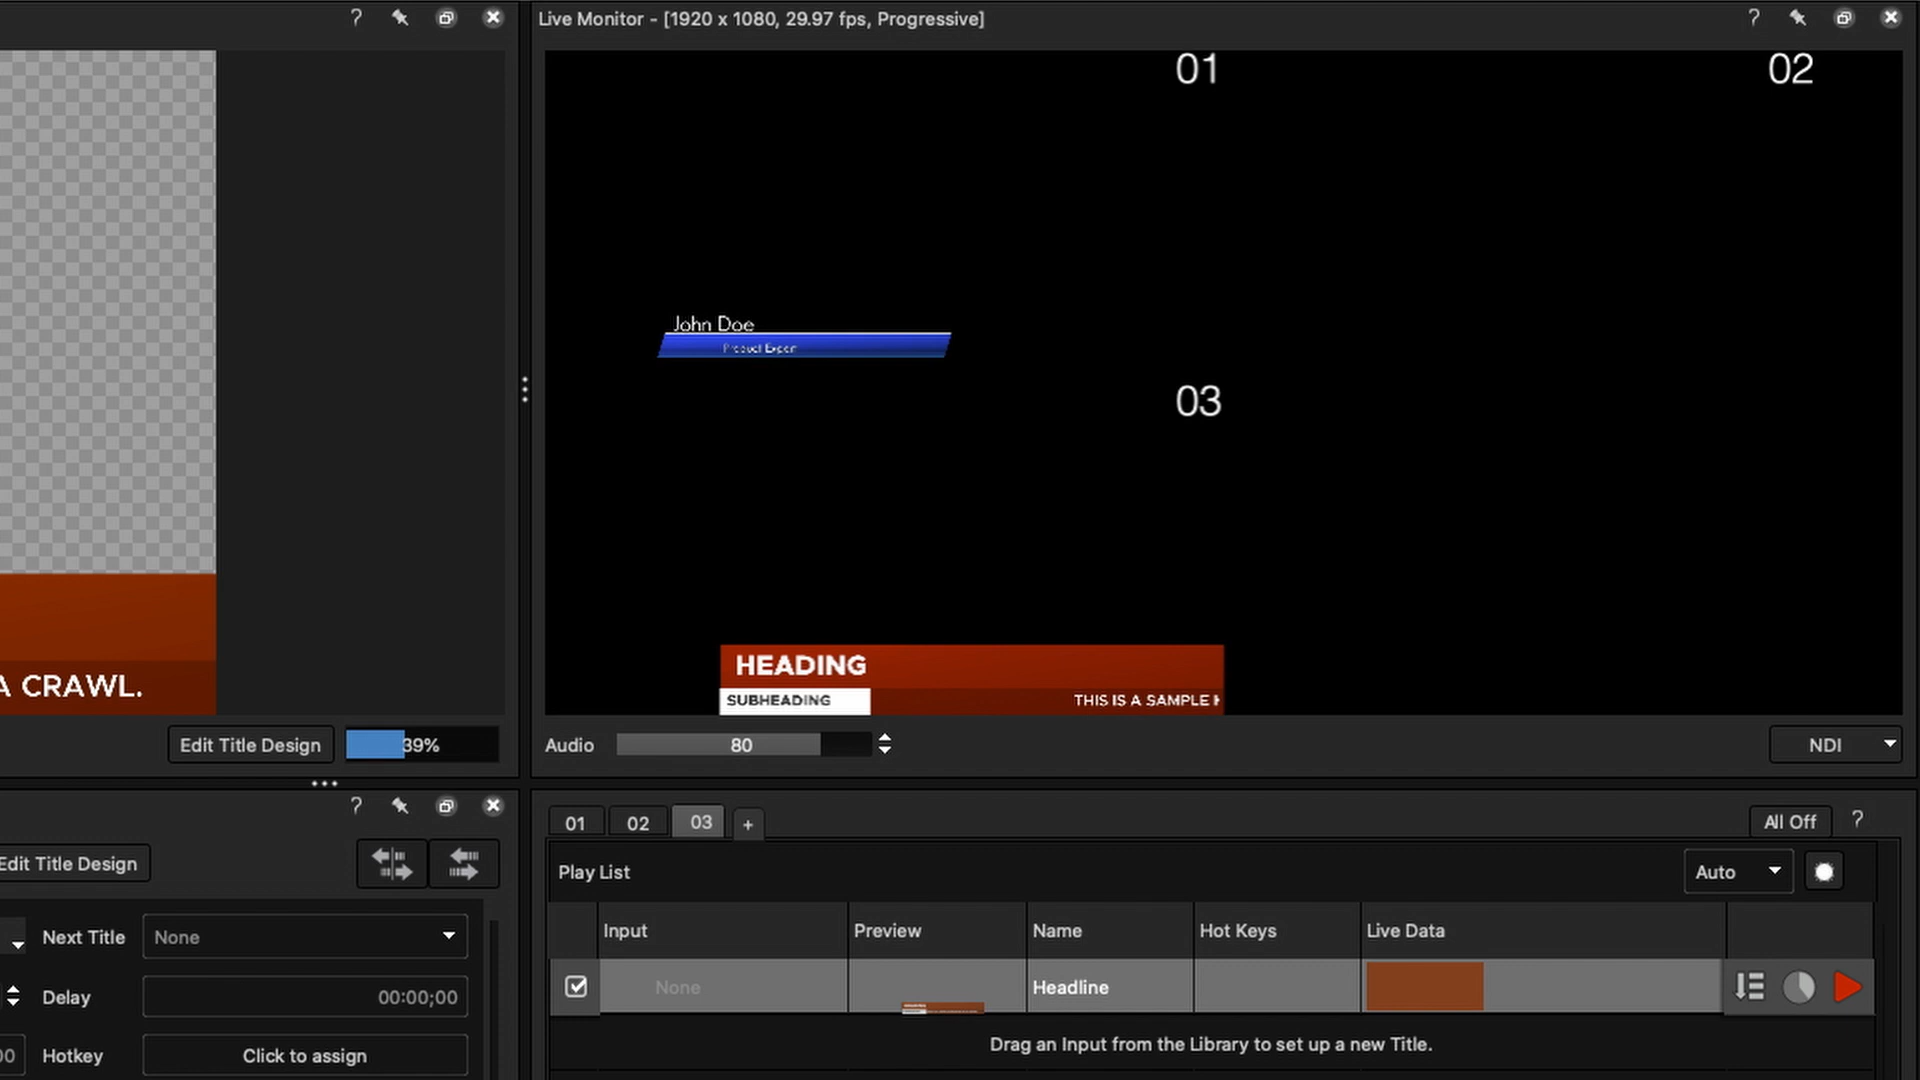 Live Monitor - [1920 x 1080, 29.97 fps, Progressive]
01
02
John Doe
Product Expert
03
HEADING
SUBHEADING
THIS IS A SAMPLE
A CRAWL.
Edit Title Design
39%
Audio
80
NDI
Edit Title Design
Next Title
None
Delay
00:00;00
00
Hotkey
Click to assign
01
02
03
+
All Off
?
Play List
Auto
Input
Preview
Name
Hot Keys
Live Data
None
Headline
Drag an Input from the Library to set up a new Title.